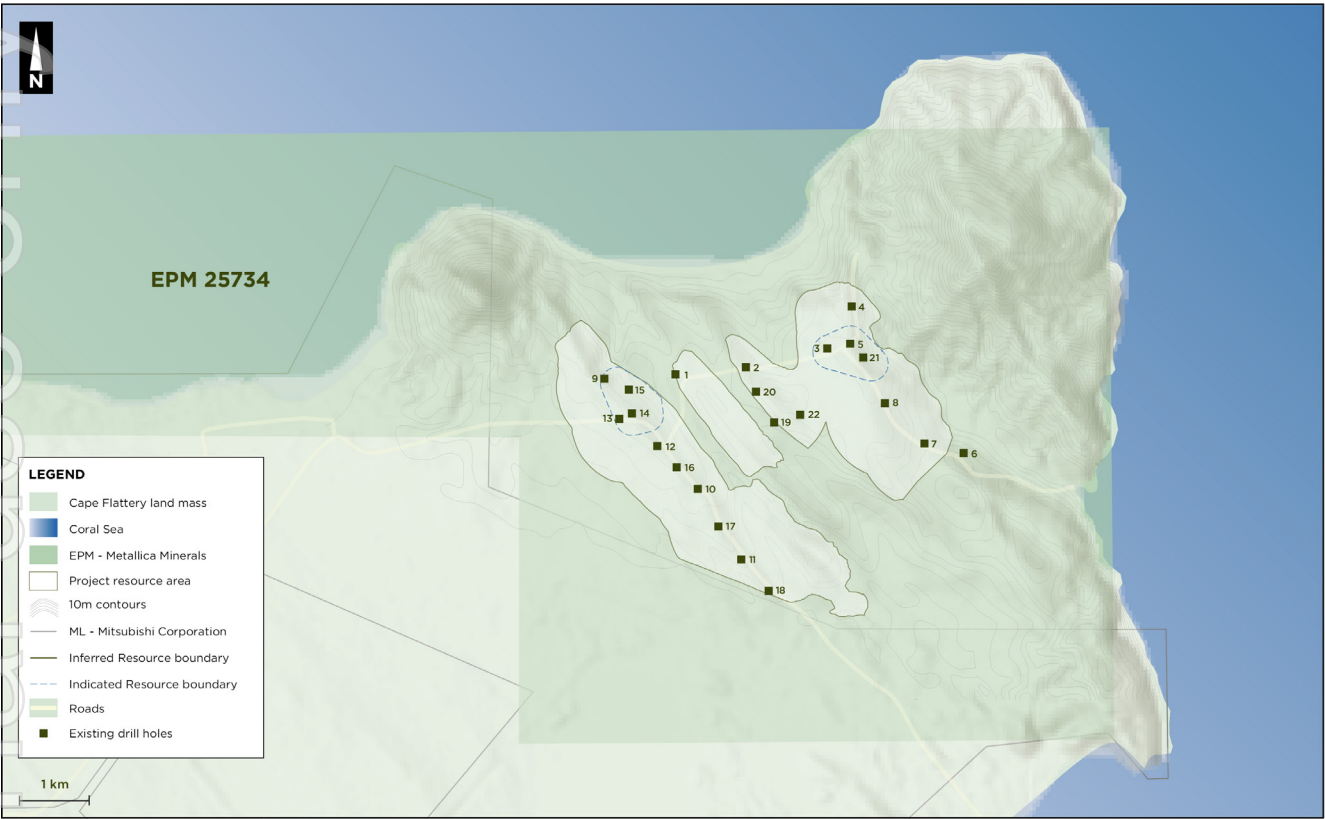 N
EPM 25734
4
5
3
21
2
1
9
15
20
8
14
13
22
19
12
7
6
16
10
17
11
18
LEGEND
Cape Flattery land mass
Coral Sea
EPM - Metallica Minerals
Project resource area
10m contours
ML - Mitsubishi Corporation
Inferred Resource boundary
Indicated Resource boundary
Roads
Existing drill holes
1 km